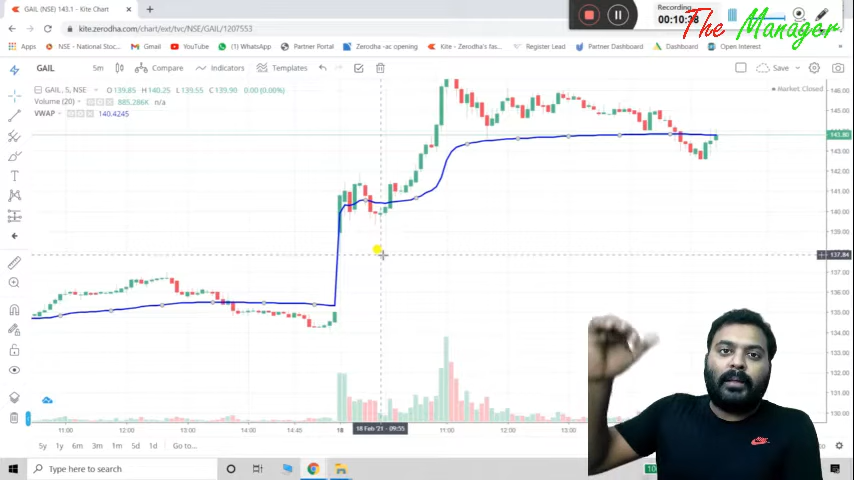 GAIL (NSE) 143.1 × Kite Chart
Recording...
00:10:38
The Manager
kite.zerodha.com/chart/ext/tvc/NSE/GAIL/1207553
Apps
NSE - National Stoc...
Gmail
YouTube
(1) WhatsApp
Partner Portal
Zerodha -ac opening
Kite - Zerodha's fas...
Register Lead
Partner Dashboard
Dashboard
Open Interest
GAIL
5m
Compare
Indicators
Templates
Save
GAIL, 5, NSE
O 139.85 H 140.25 L 139.55 C 139.90 0.00 (0.00%)
Market Closed
Volume (20)
885.286K n/a
VWAP
140.4245
146.00
145.00
143.80
143.00
142.00
141.00
140.00
139.00
137.84
137.00
136.00
135.00
134.00
133.00
132.00
131.00
130.00
11:00
12:00
13:00
14:45
18
18 Feb '21 - 09:55
11:00
12:00
13:00
5y
1y
6m
3m
1m
5d
1d
Go to...
Type here to search